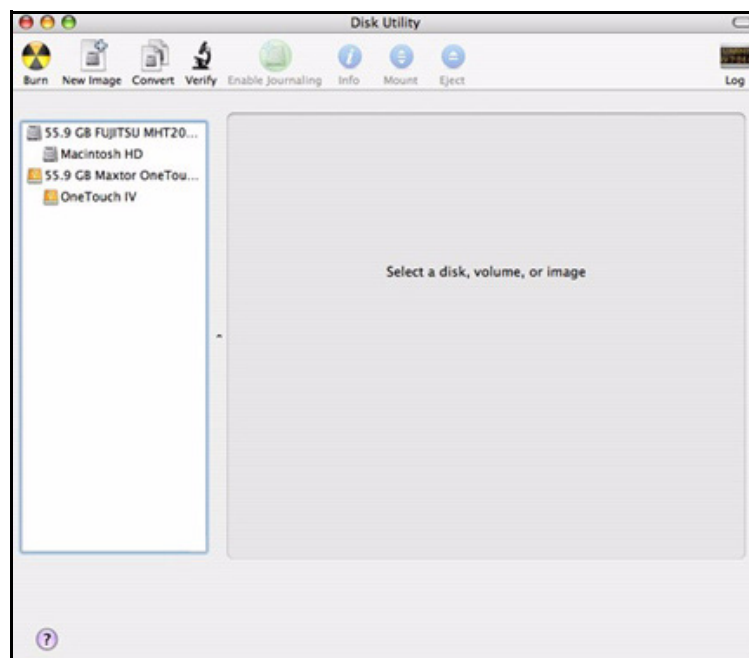 Disk Utility
Burn New Image Convert Verify Enable Journaling Info Mount Eject Log
55.9 GB FUJITSU MHT20...
Macintosh HD
55.9 GB Maxtor OneTou...
OneTouch IV
Select a disk, volume, or image
?